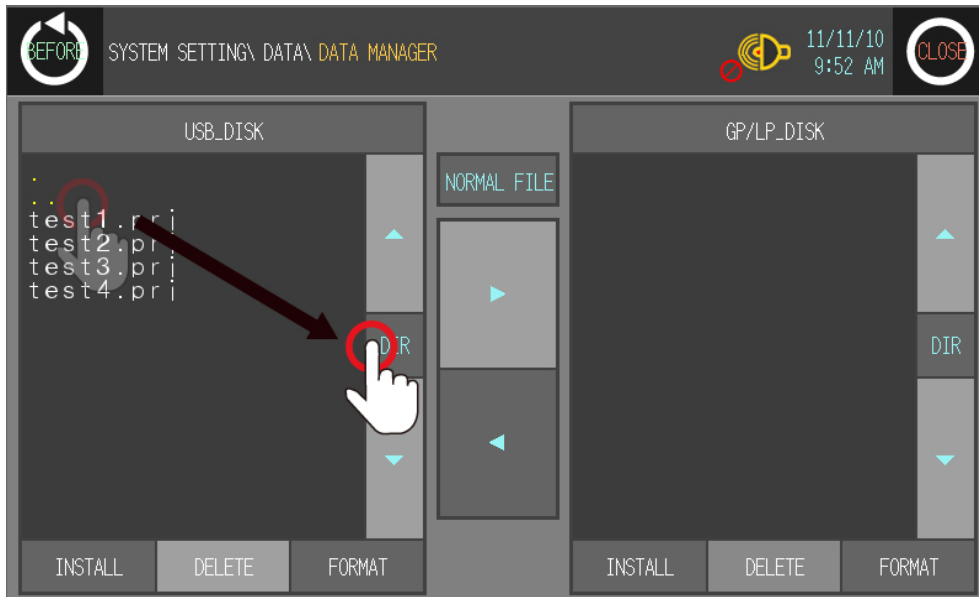 BEFORE
SYSTEM SETTING\ DATA\ DATA MANAGER
11/11/10
9:52 AM
CLOSE
USB_DISK
.
..
test1.prj
test2.prj
test3.prj
test4.prj
DIR
INSTALL
DELETE
FORMAT
NORMAL FILE
GP/LP_DISK
DIR
INSTALL
DELETE
FORMAT